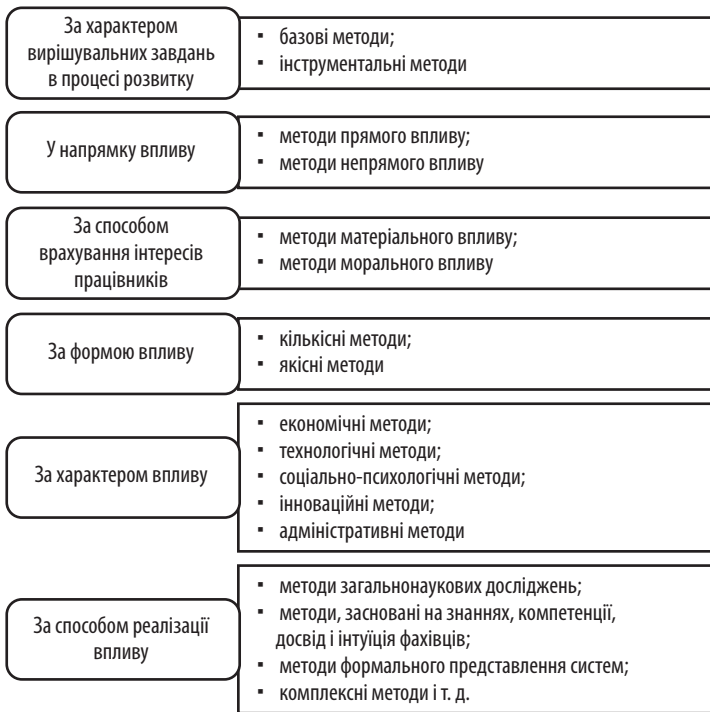 За характером
вирішувальних завдань
в процесі розвитку
▪ базові методи;
▪ інструментальні методи
У напрямку впливу
▪ методи прямого впливу;
▪ методи непрямого впливу
За способом
врахування інтересів
працівників
▪ методи матеріального впливу;
▪ методи морального впливу
За формою впливу
▪ кількісні методи;
▪ якісні методи
За характером впливу
▪ економічні методи;
▪ технологічні методи;
▪ соціально-психологічні методи;
▪ інноваційні методи;
▪ адміністративні методи
За способом реалізації
впливу
▪ методи загальнонаукових досліджень;
▪ методи, засновані на знаннях, компетенції,
досвід і інтуїція фахівців;
▪ методи формального представлення систем;
▪ комплексні методи і т. д.